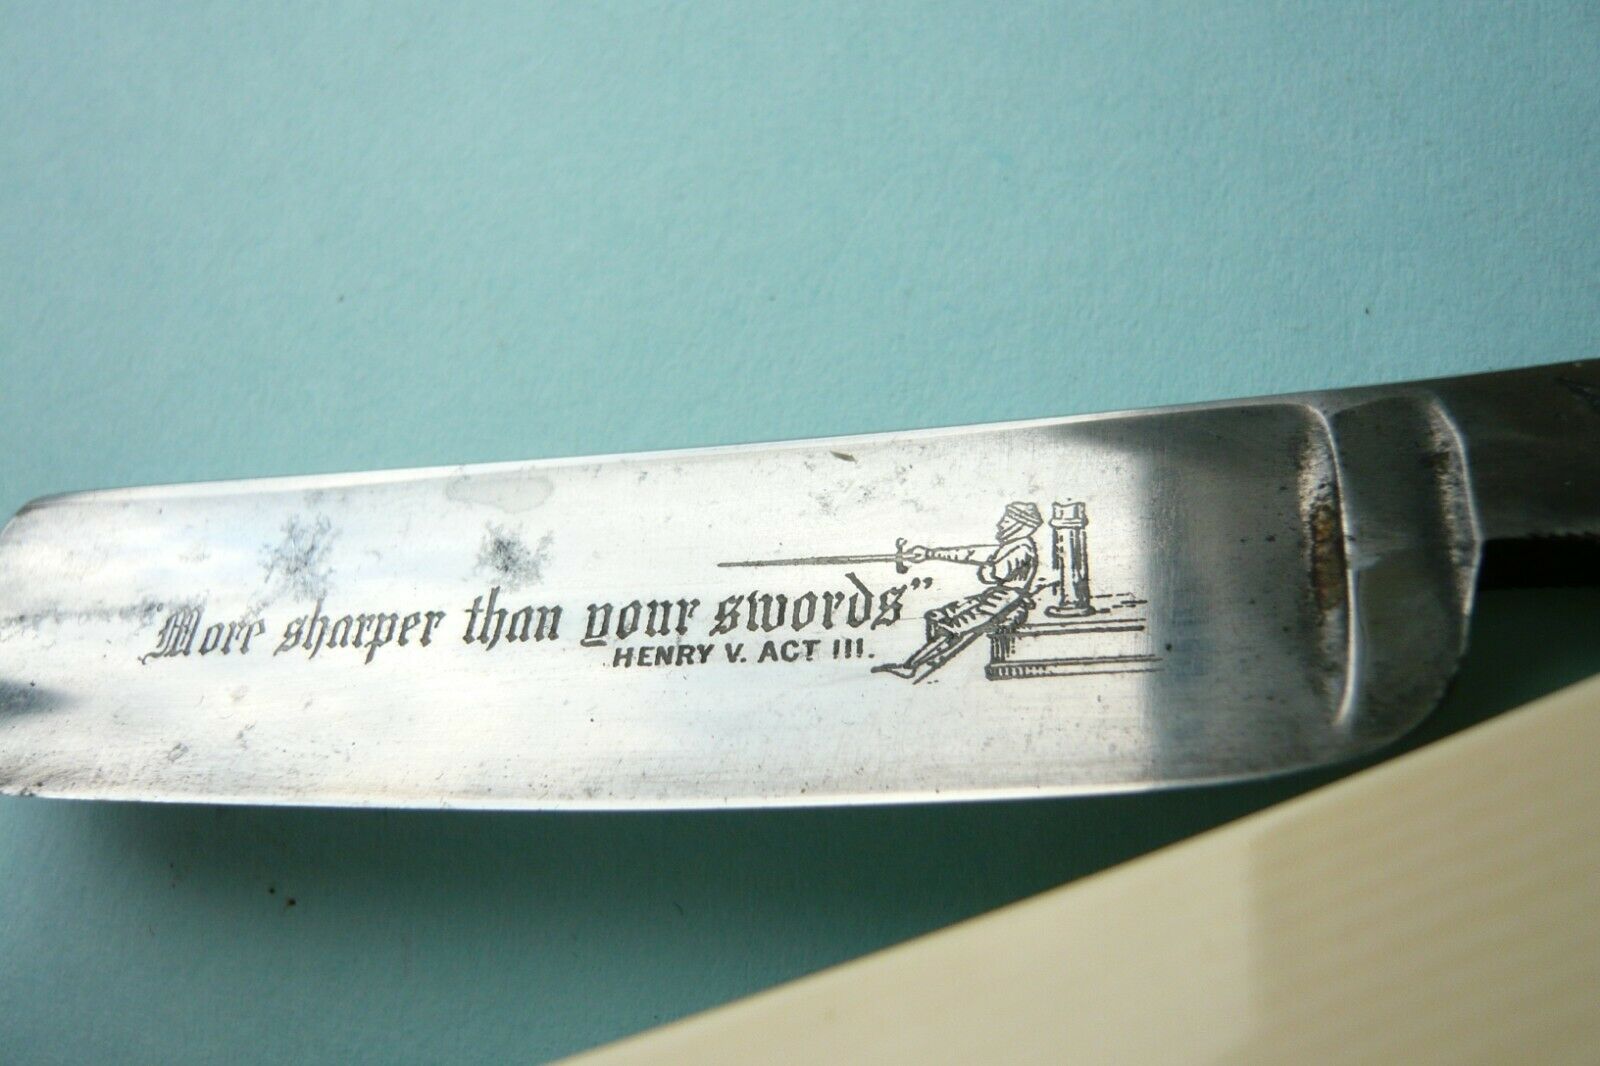 "More sharper than your swords"
HENRY V. ACT III.